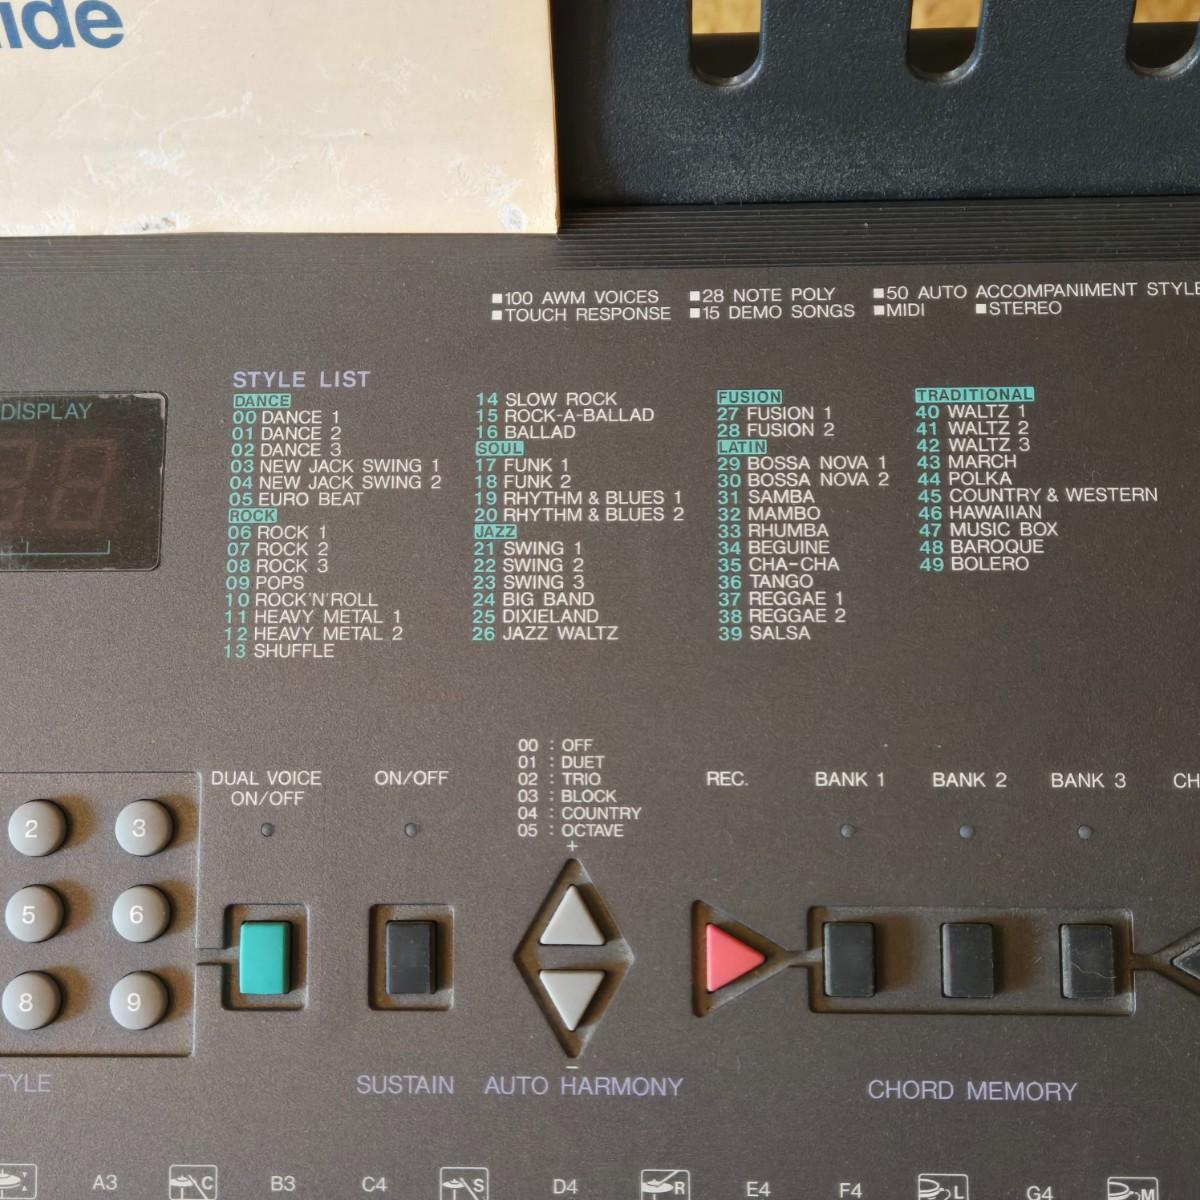 ide
■100 AWM VOICES ■28 NOTE POLY ■50 AUTO ACCOMPANIMENT STYLE
■TOUCH RESPONSE ■15 DEMO SONGS ■MIDI ■STEREO
DISPLAY
STYLE LIST
DANCE
00 DANCE 1
01 DANCE 2
02 DANCE 3
03 NEW JACK SWING 1
04 NEW JACK SWING 2
05 EURO BEAT
ROCK
06 ROCK 1
07 ROCK 2
08 ROCK 3
09 POPS
10 ROCK'N'ROLL
11 HEAVY METAL 1
12 HEAVY METAL 2
13 SHUFFLE
14 SLOW ROCK
15 ROCK-A-BALLAD
16 BALLAD
SOUL
17 FUNK 1
18 FUNK 2
19 RHYTHM & BLUES 1
20 RHYTHM & BLUES 2
JAZZ
21 SWING 1
22 SWING 2
23 SWING 3
24 BIG BAND
25 DIXIELAND
26 JAZZ WALTZ
FUSION
27 FUSION 1
28 FUSION 2
LATIN
29 BOSSA NOVA 1
30 BOSSA NOVA 2
31 SAMBA
32 MAMBO
33 RHUMBA
34 BEGUINE
35 CHA-CHA
36 TANGO
37 REGGAE 1
38 REGGAE 2
39 SALSA
TRADITIONAL
40 WALTZ 1
41 WALTZ 2
42 WALTZ 3
43 MARCH
44 POLKA
45 COUNTRY & WESTERN
46 HAWAIIAN
47 MUSIC BOX
48 BAROQUE
49 BOLERO
00 : OFF
01 : DUET
02 : TRIO
03 : BLOCK
04 : COUNTRY
05 : OCTAVE
+
−
DUAL VOICE
ON/OFF
ON/OFF
REC.
BANK 1
BANK 2
BANK 3
CH
2 3
5 6
8 9
TYLE
SUSTAIN
AUTO HARMONY
CHORD MEMORY
A3 C B3 C4 S D4 R E4 F4 L G4 M